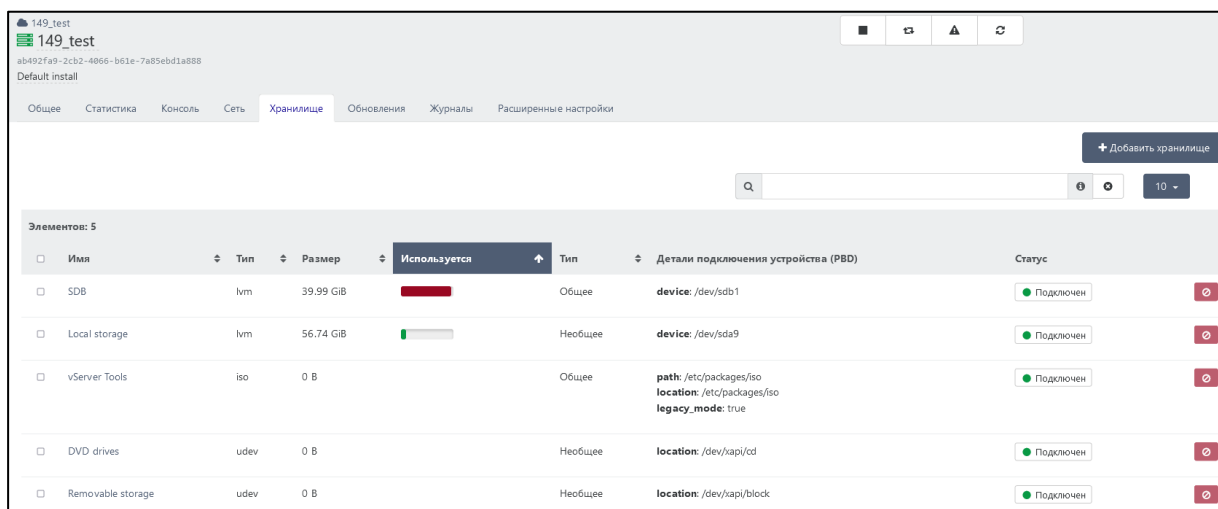 149_test
149_test
ab492fa9-2cb2-4066-b61e-7a85ebd1a888
Default install
Общее Статистика Консоль Сеть Хранилище Обновления Журналы Расширенные настройки
Добавить хранилище
10
Элементов: 5
Имя Тип Размер Используется Тип Детали подключения устройства (PBD) Статус
SDB lvm 39.99 GiB Общее device: /dev/sdb1 Подключен
Local storage lvm 56.74 GiB Необщее device: /dev/sda9 Подключен
vServer Tools iso 0 B Общее path: /etc/packages/iso Подключен
location: /etc/packages/iso
legacy_mode: true
DVD drives udev 0 B Необщее location: /dev/xapi/cd Подключен
Removable storage udev 0 B Необщее location: /dev/xapi/block Подключен